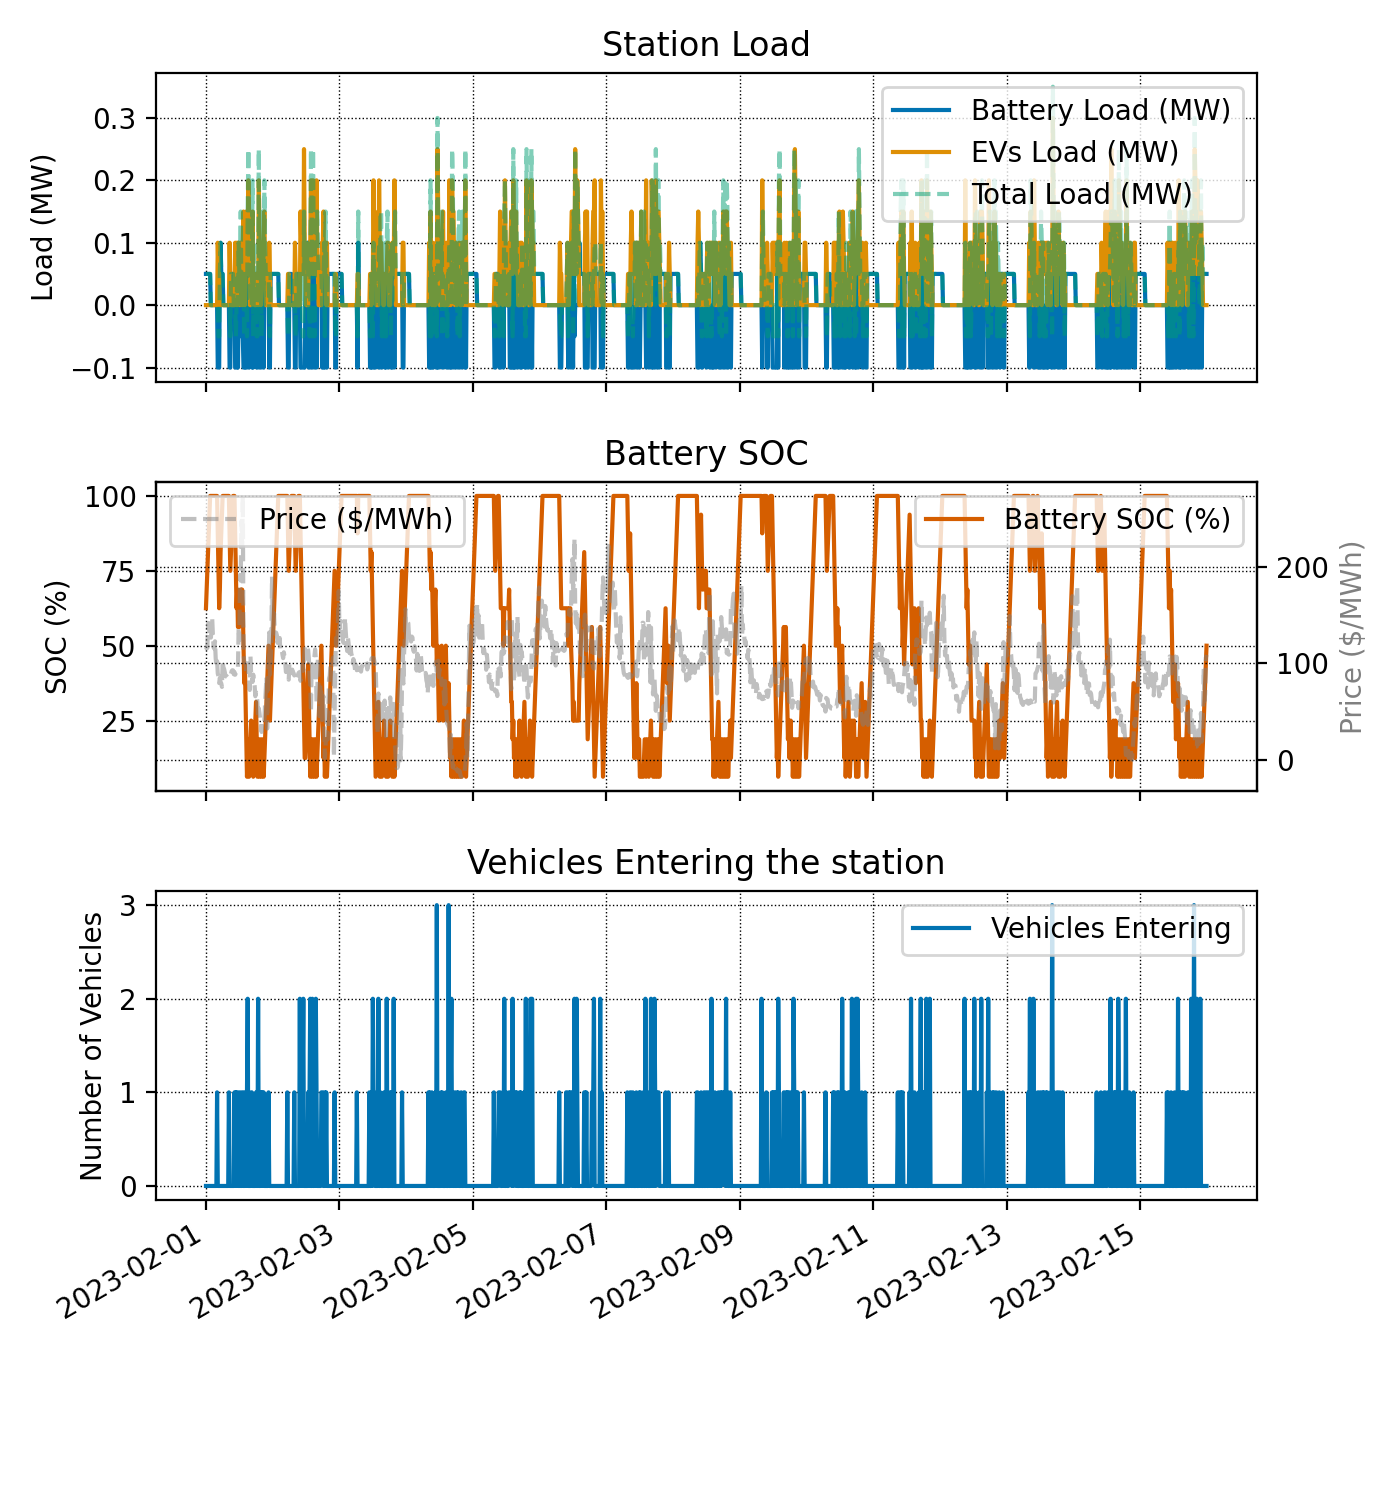 Station Load
Load (MW)
0.3
0.2
0.1
0.0
−0.1
Battery Load (MW)
EVs Load (MW)
Total Load (MW)
Battery SOC
SOC (%)
100
75
50
25
Price ($/MWh)
Battery SOC (%)
200
100
0
Price ($/MWh)
Vehicles Entering the station
Number of Vehicles
3
2
1
0
Vehicles Entering
2023-02-01
2023-02-03
2023-02-05
2023-02-07
2023-02-09
2023-02-11
2023-02-13
2023-02-15